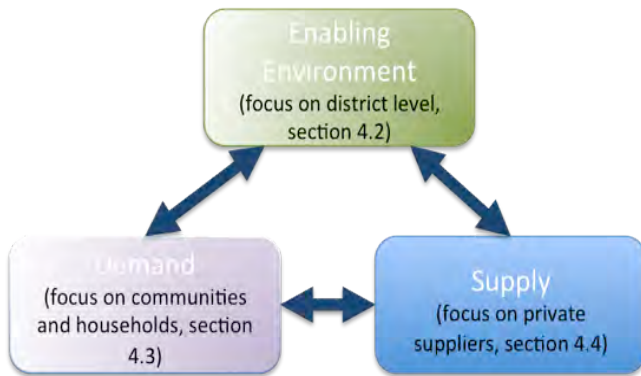 Enabling
Environment
(focus on district level,
section 4.2)
Demand
(focus on communities
and households, section
4.3)
Supply
(focus on private
suppliers, section 4.4)